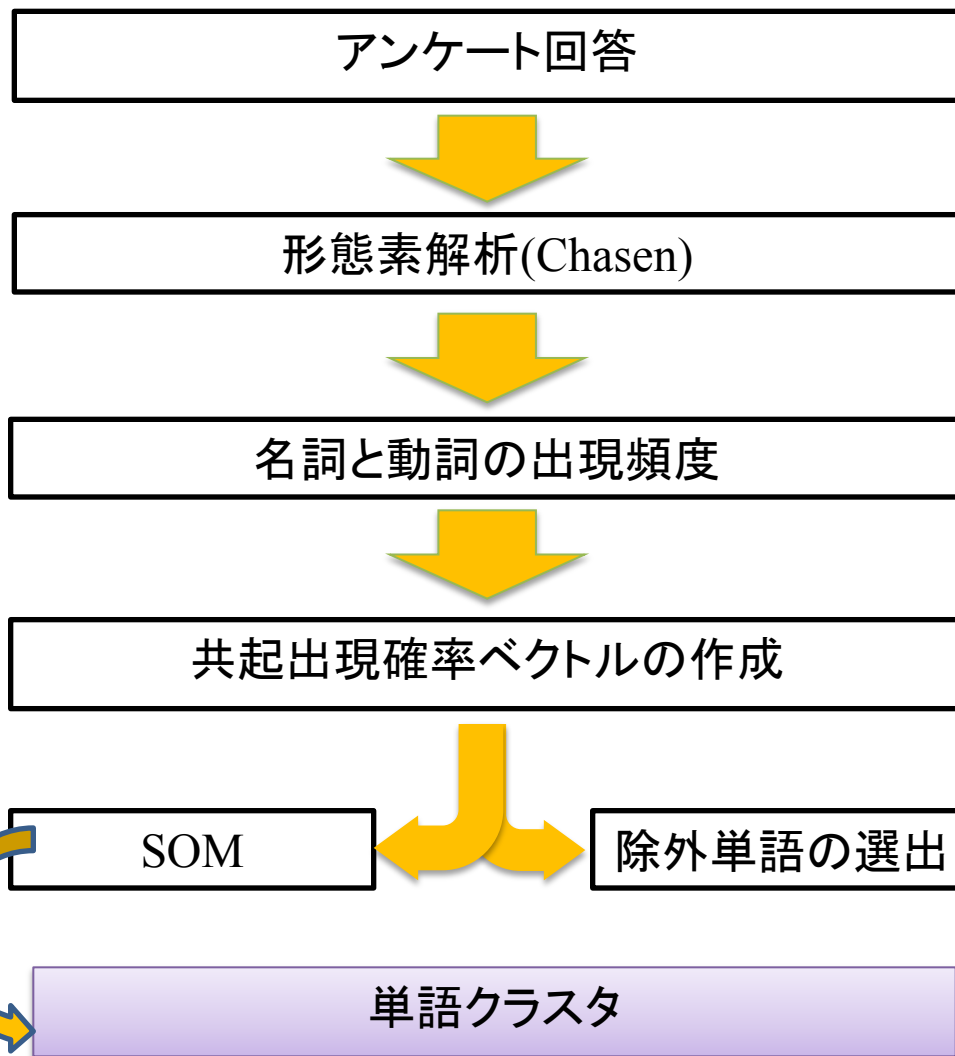 アンケート回答
形態素解析(Chasen)
名詞と動詞の出現頻度
共起出現確率ベクトルの作成
SOM
除外単語の選出
単語クラスタ